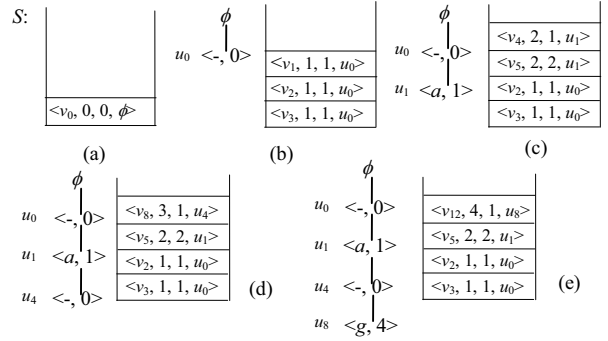 S:
<v0, 0, 0, ϕ>
(a)
ϕ
u0 <-, 0>
<v1, 1, 1, u0>
<v2, 1, 1, u0>
<v3, 1, 1, u0>
(b)
ϕ
u0 <-, 0>
u1 <a, 1>
<v4, 2, 1, u1>
<v5, 2, 2, u1>
<v2, 1, 1, u0>
<v3, 1, 1, u0>
(c)
ϕ
u0 <-, 0>
u1 <a, 1>
u4 <-, 0>
<v8, 3, 1, u4>
<v5, 2, 2, u1>
<v2, 1, 1, u0>
<v3, 1, 1, u0>
(d)
ϕ
u0 <-, 0>
u1 <a, 1>
u4 <-, 0>
u8 <g, 4>
<v12, 4, 1, u8>
<v5, 2, 2, u1>
<v2, 1, 1, u0>
<v3, 1, 1, u0>
(e)